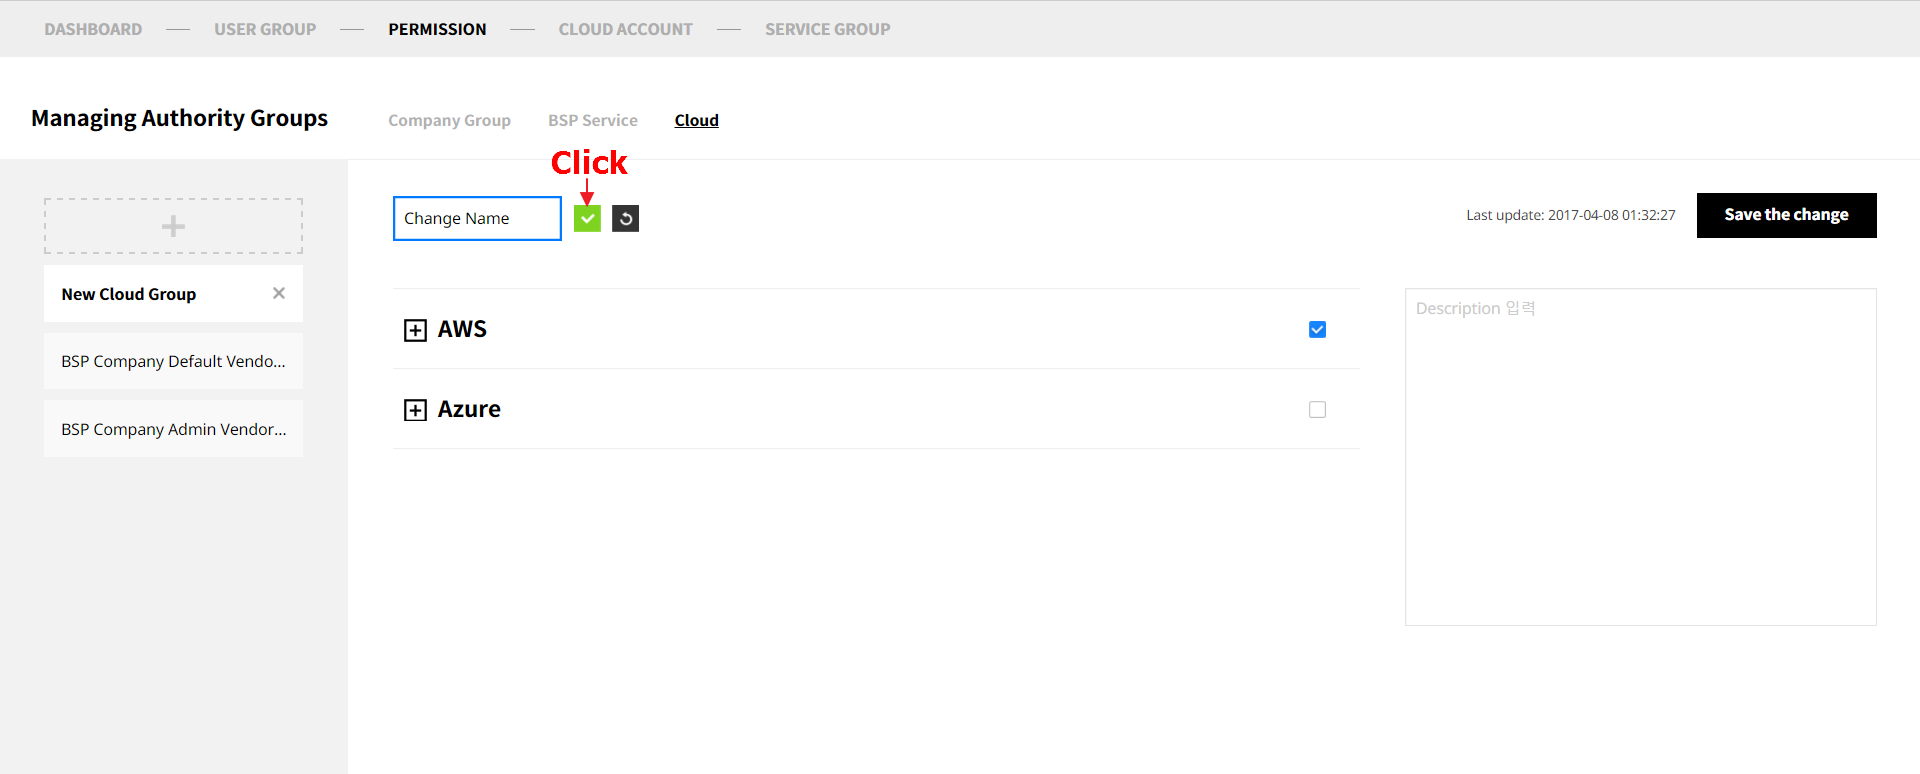 DASHBOARD — USER GROUP — PERMISSION — CLOUD ACCOUNT — SERVICE GROUP
Managing Authority Groups
Company Group BSP Service Cloud
Click
Change Name
Last update: 2017-04-08 01:32:27
Save the change
New Cloud Group
BSP Company Default Vendo...
BSP Company Admin Vendor...
AWS
Azure
Description 입력